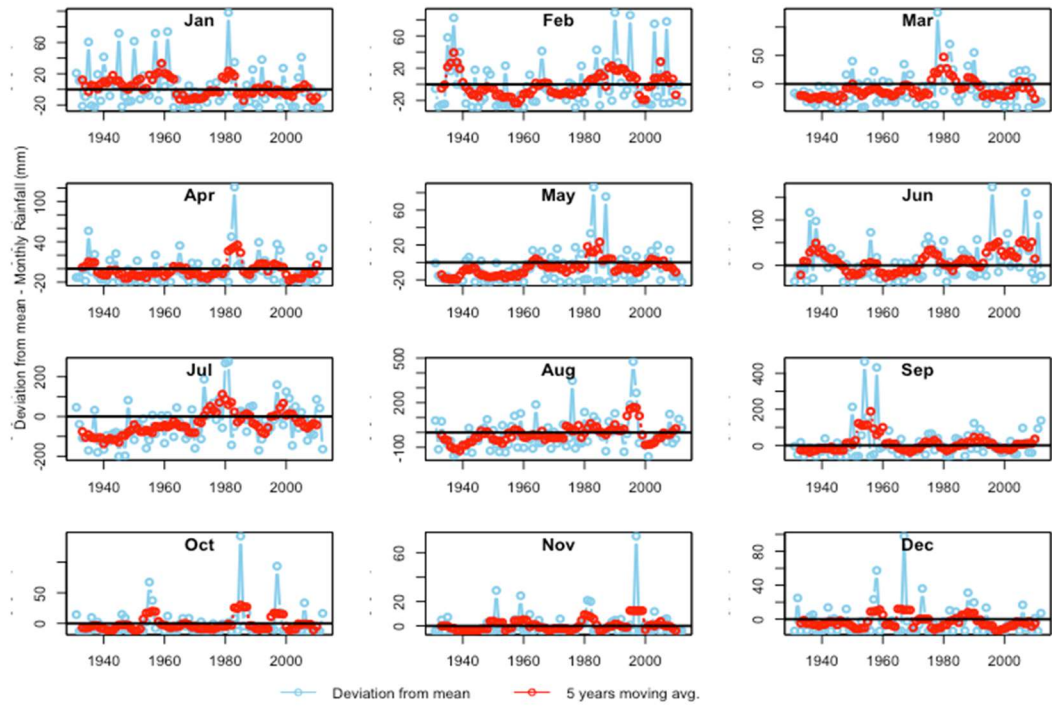 Deviation from mean - Monthly Rainfall (mm)
Jan
60
20
-20
1940 1960 1980 2000
Feb
60
20
-20
1940 1960 1980 2000
Mar
50
0
1940 1960 1980 2000
Apr
100
40
-20
1940 1960 1980 2000
May
60
20
-20
1940 1960 1980 2000
Jun
100
0
1940 1960 1980 2000
Jul
200
0
-200
1940 1960 1980 2000
Aug
500
200
-100
1940 1960 1980 2000
Sep
400
200
0
1940 1960 1980 2000
Oct
50
0
1940 1960 1980 2000
Nov
60
20
0
1940 1960 1980 2000
Dec
80
40
0
1940 1960 1980 2000
Deviation from mean 5 years moving avg.